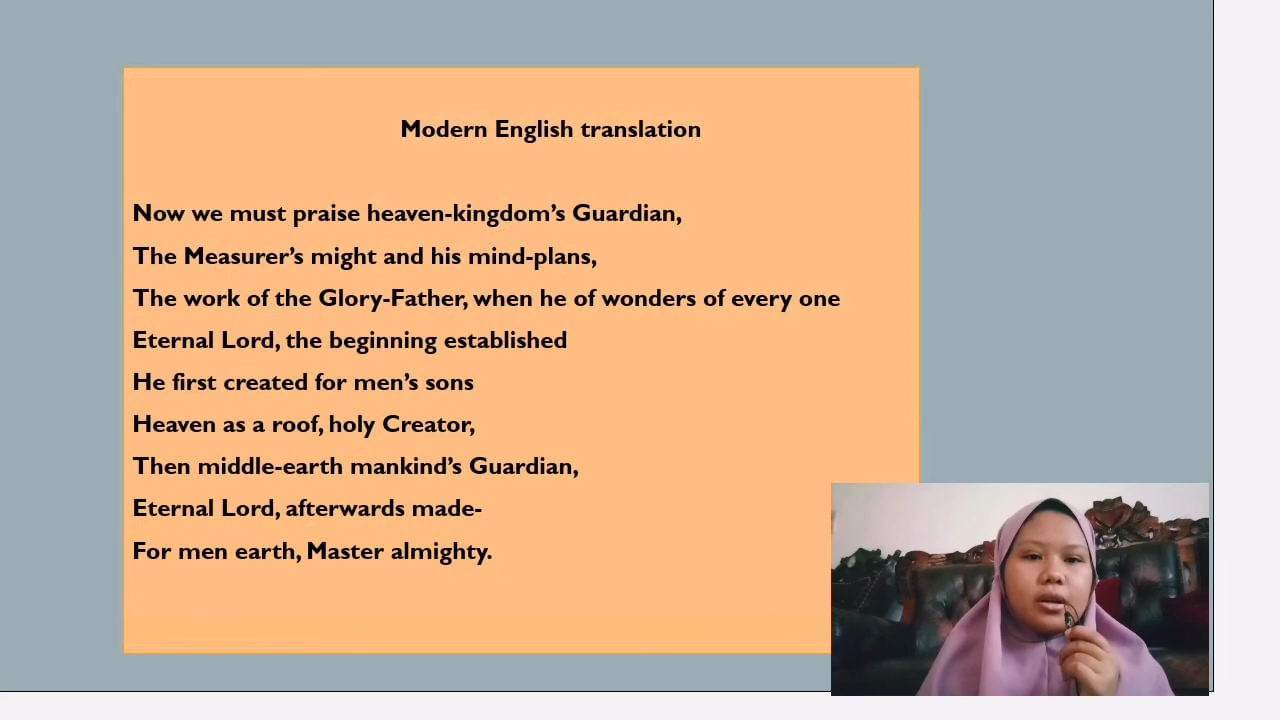 Modern English translation
Now we must praise heaven-kingdom’s Guardian,
The Measurer’s might and his mind-plans,
The work of the Glory-Father, when he of wonders of every one
Eternal Lord, the beginning established
He first created for men’s sons
Heaven as a roof, holy Creator,
Then middle-earth mankind’s Guardian,
Eternal Lord, afterwards made-
For men earth, Master almighty.